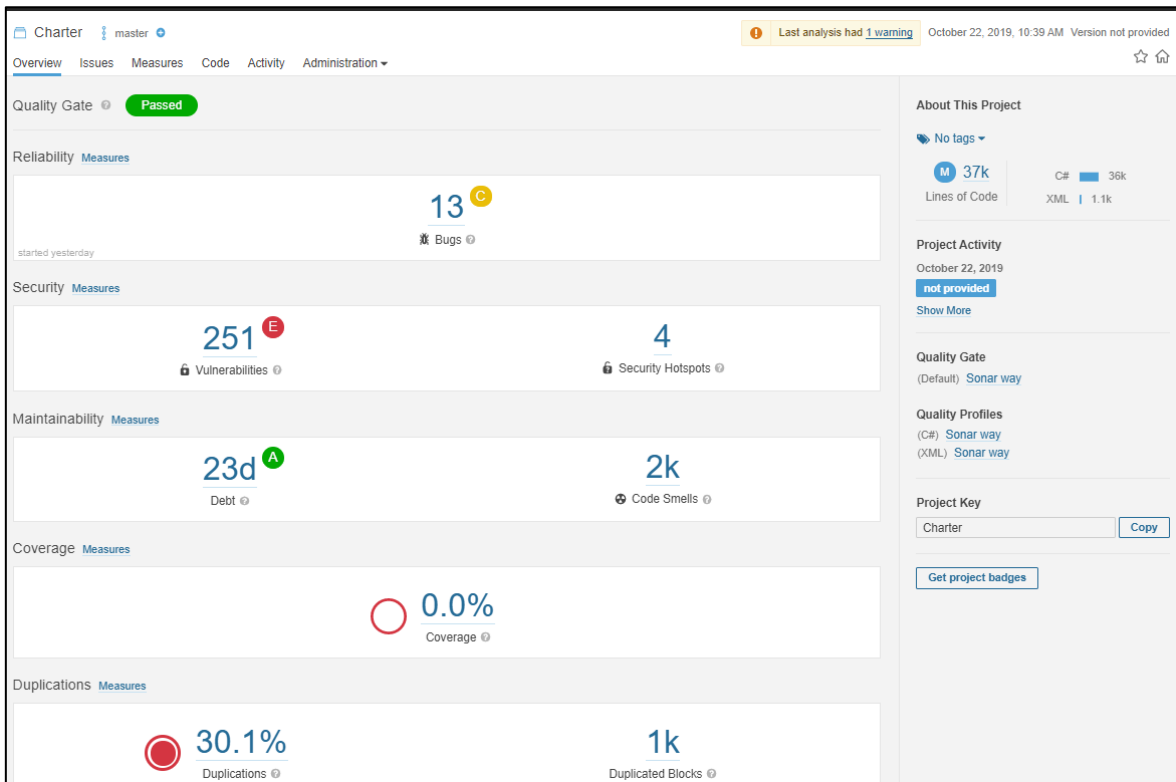 Charter master
Last analysis had 1 warning October 22, 2019, 10:39 AM Version not provided
Overview Issues Measures Code Activity Administration
Quality Gate ? Passed
Reliability Measures
13 C
Bugs ?
started yesterday
Security Measures
251 E
Vulnerabilities ?
4
Security Hotspots ?
Maintainability Measures
23d A
Debt ?
2k
Code Smells ?
Coverage Measures
0.0%
Coverage ?
Duplications Measures
30.1%
Duplications ?
1k
Duplicated Blocks ?
About This Project
No tags
M 37k
Lines of Code
C# 36k
XML 1.1k
Project Activity
October 22, 2019
not provided
Show More
Quality Gate
(Default) Sonar way
Quality Profiles
(C#) Sonar way
(XML) Sonar way
Project Key
Charter Copy
Get project badges